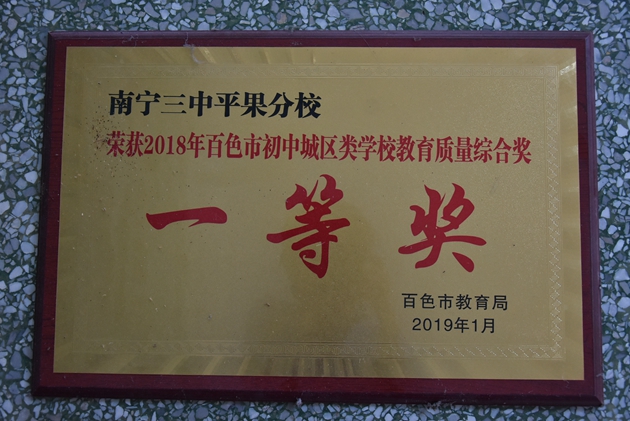 南宁三中平果分校
荣获2018年百色市初中城区类学校教育质量综合奖
一等奖
百色市教育局
2019年1月